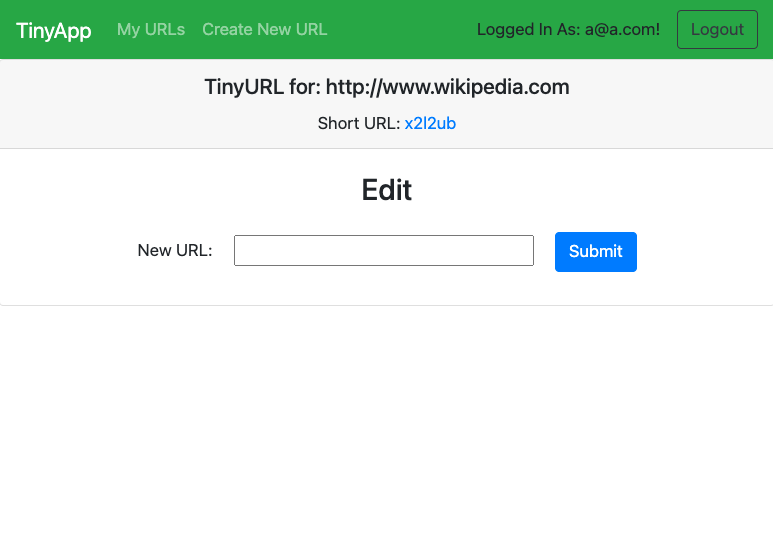 TinyApp My URLs Create New URL Logged In As: a@a.com! Logout
TinyURL for: http://www.wikipedia.com
Short URL: x2l2ub
Edit
New URL: Submit